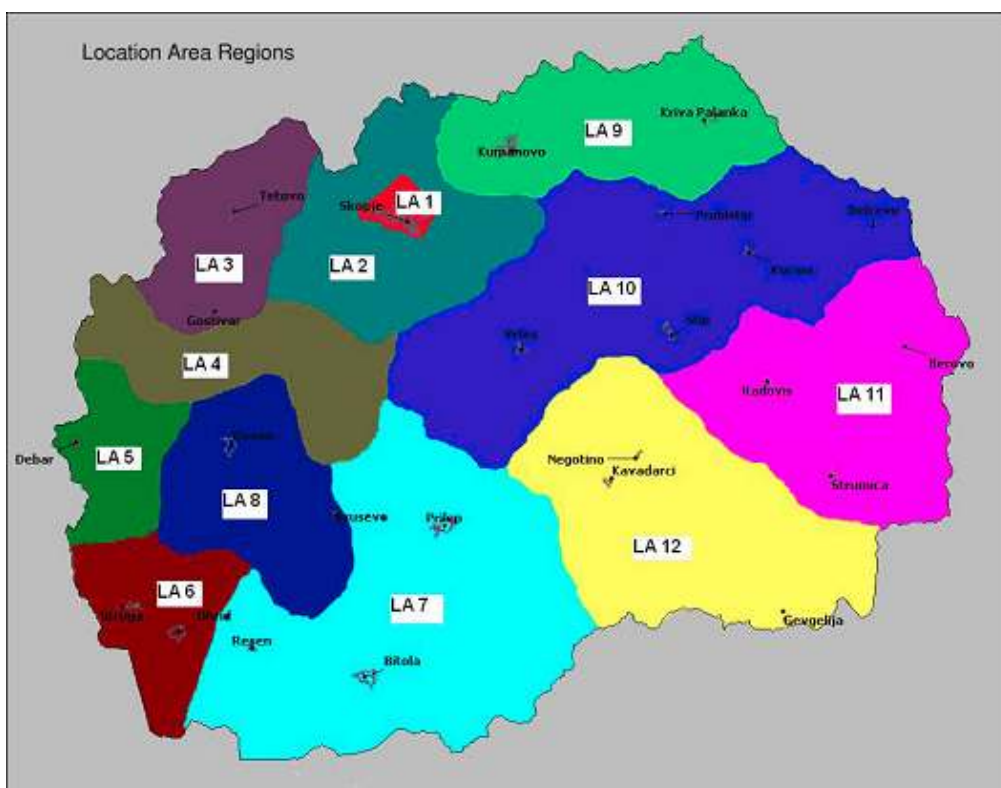 Location Area Regions
Kriva Palanka
LA 9
Kumanovo
Tetovo
Skopje
LA 1
Probistip
Delcevo
LA 3
LA 2
Kocani
LA 10
Gostivar
Stip
Veles
LA 4
Berovo
Radovis
LA 11
Debar
LA 5
Negotino
Kavadarci
Strumica
LA 8
Krusevo
Prilep
LA 12
LA 6
LA 7
Struga
Ohrid
Gevgelija
Resen
Bitola